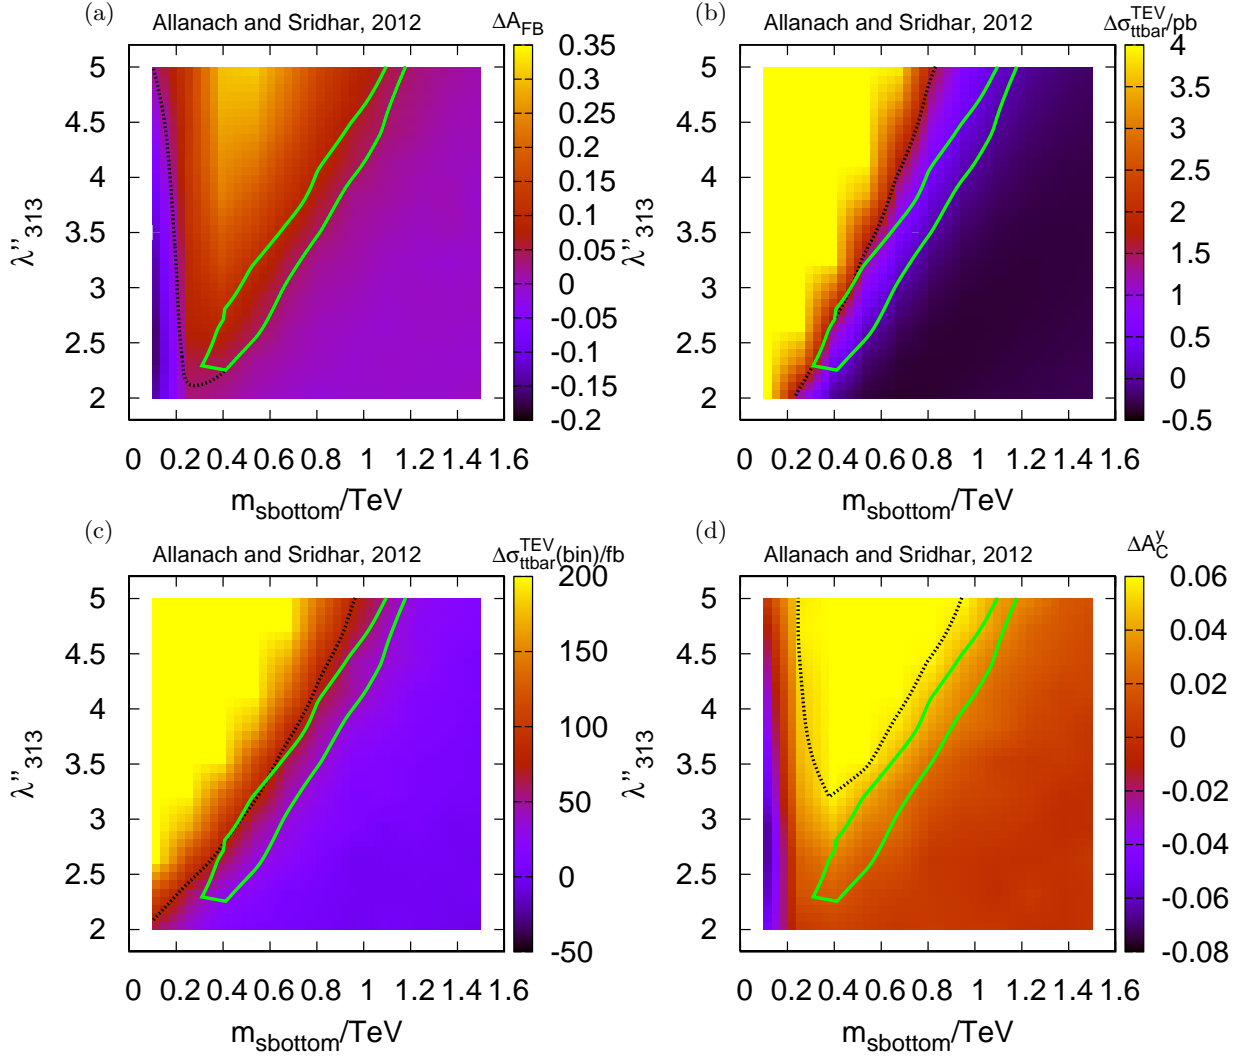 (a)
Allanach and Sridhar, 2012
ΔA_FB
5
4.5
4
3.5
3
2.5
2
λ''_313
0 0.2 0.4 0.6 0.8 1 1.2 1.4 1.6
m_sbottom/TeV
0.35
0.3
0.25
0.2
0.15
0.1
0.05
0
-0.05
-0.1
-0.15
-0.2
(b)
Allanach and Sridhar, 2012
Δσ_ttbar^TEV/pb
5
4.5
4
3.5
3
2.5
2
λ''_313
0 0.2 0.4 0.6 0.8 1 1.2 1.4 1.6
m_sbottom/TeV
4
3.5
3
2.5
2
1.5
1
0.5
0
-0.5
(c)
Allanach and Sridhar, 2012
Δσ_ttbar^TEV(bin)/fb
5
4.5
4
3.5
3
2.5
2
λ''_313
0 0.2 0.4 0.6 0.8 1 1.2 1.4 1.6
m_sbottom/TeV
200
150
100
50
0
-50
(d)
Allanach and Sridhar, 2012
ΔA_C^y
5
4.5
4
3.5
3
2.5
2
λ''_313
0 0.2 0.4 0.6 0.8 1 1.2 1.4 1.6
m_sbottom/TeV
0.06
0.04
0.02
0
-0.02
-0.04
-0.06
-0.08